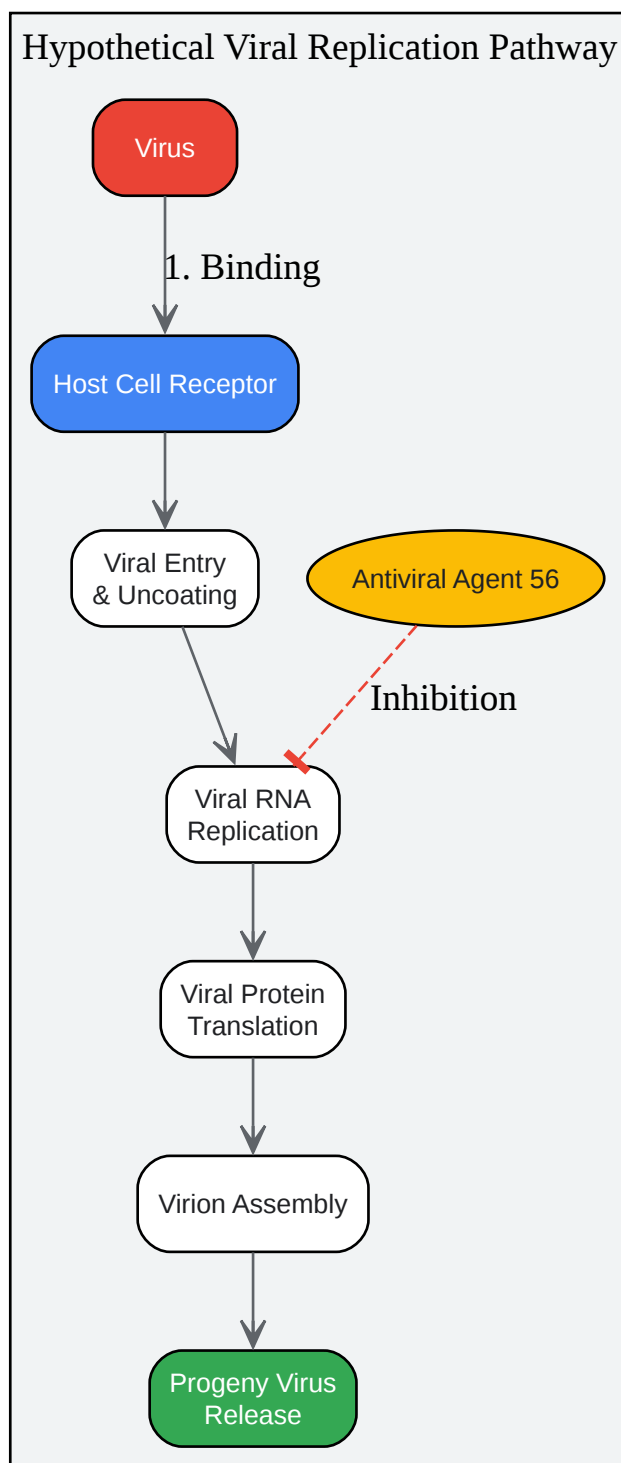 Hypothetical Viral Replication Pathway
Virus
1. Binding
Host Cell Receptor
Viral Entry
& Uncoating
Antiviral Agent 56
Inhibition
Viral RNA
Replication
Viral Protein
Translation
Virion Assembly
Progeny Virus
Release